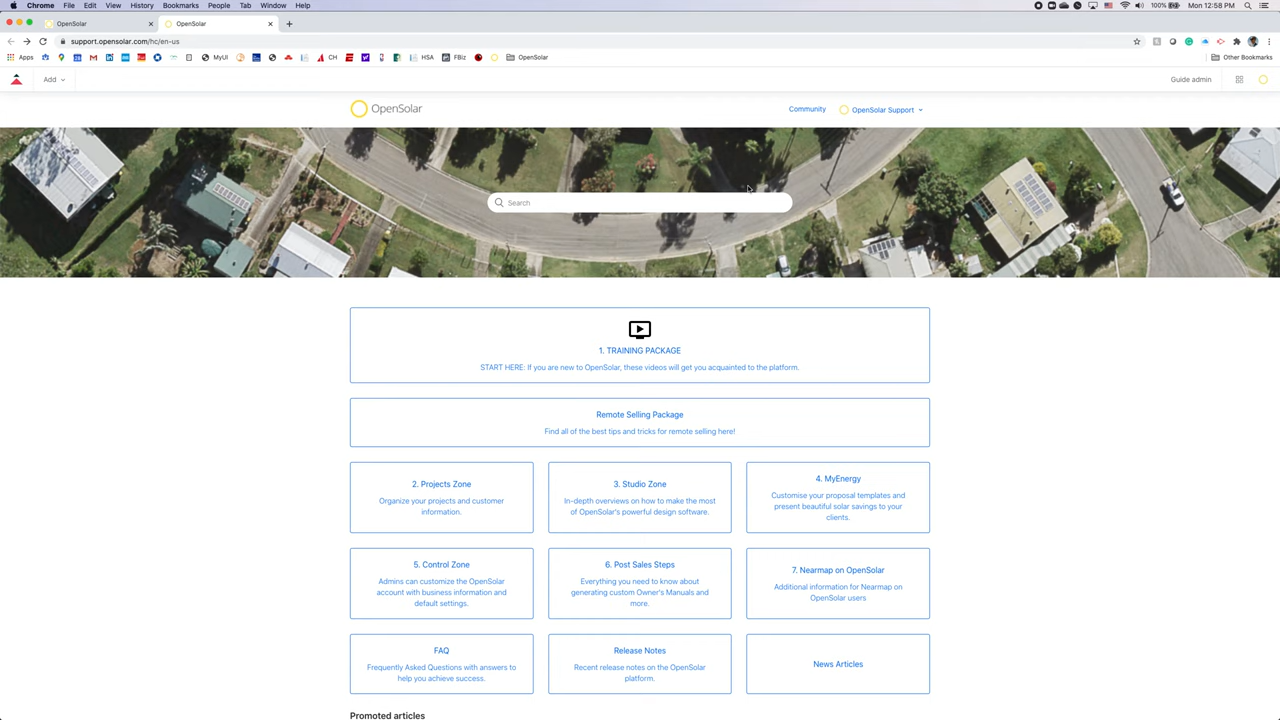 Chrome File Edit View History Bookmarks People Tab Window Help 100% Mon 12:58 PM
OpenSolar OpenSolar
support.opensolar.com/hc/en-us
Apps MyUI CH HSA FBiz OpenSolar Other Bookmarks
Add Guide admin
OpenSolar Community OpenSolar Support
Search
1. TRAINING PACKAGE
START HERE: If you are new to OpenSolar, these videos will get you acquainted to the platform.
Remote Selling Package
Find all of the best tips and tricks for remote selling here!
2. Projects Zone
Organize your projects and customer
information.
3. Studio Zone
In-depth overviews on how to make the most
of OpenSolar's powerful design software.
4. MyEnergy
Customise your proposal templates and
present beautiful solar savings to your
clients.
5. Control Zone
Admins can customize the OpenSolar
account with business information and
default settings.
6. Post Sales Steps
Everything you need to know about
generating custom Owner's Manuals and
more.
7. Nearmap on OpenSolar
Additional information for Nearmap on
OpenSolar users
FAQ
Frequently Asked Questions with answers to
help you achieve success.
Release Notes
Recent release notes on the OpenSolar
platform.
News Articles
Promoted articles